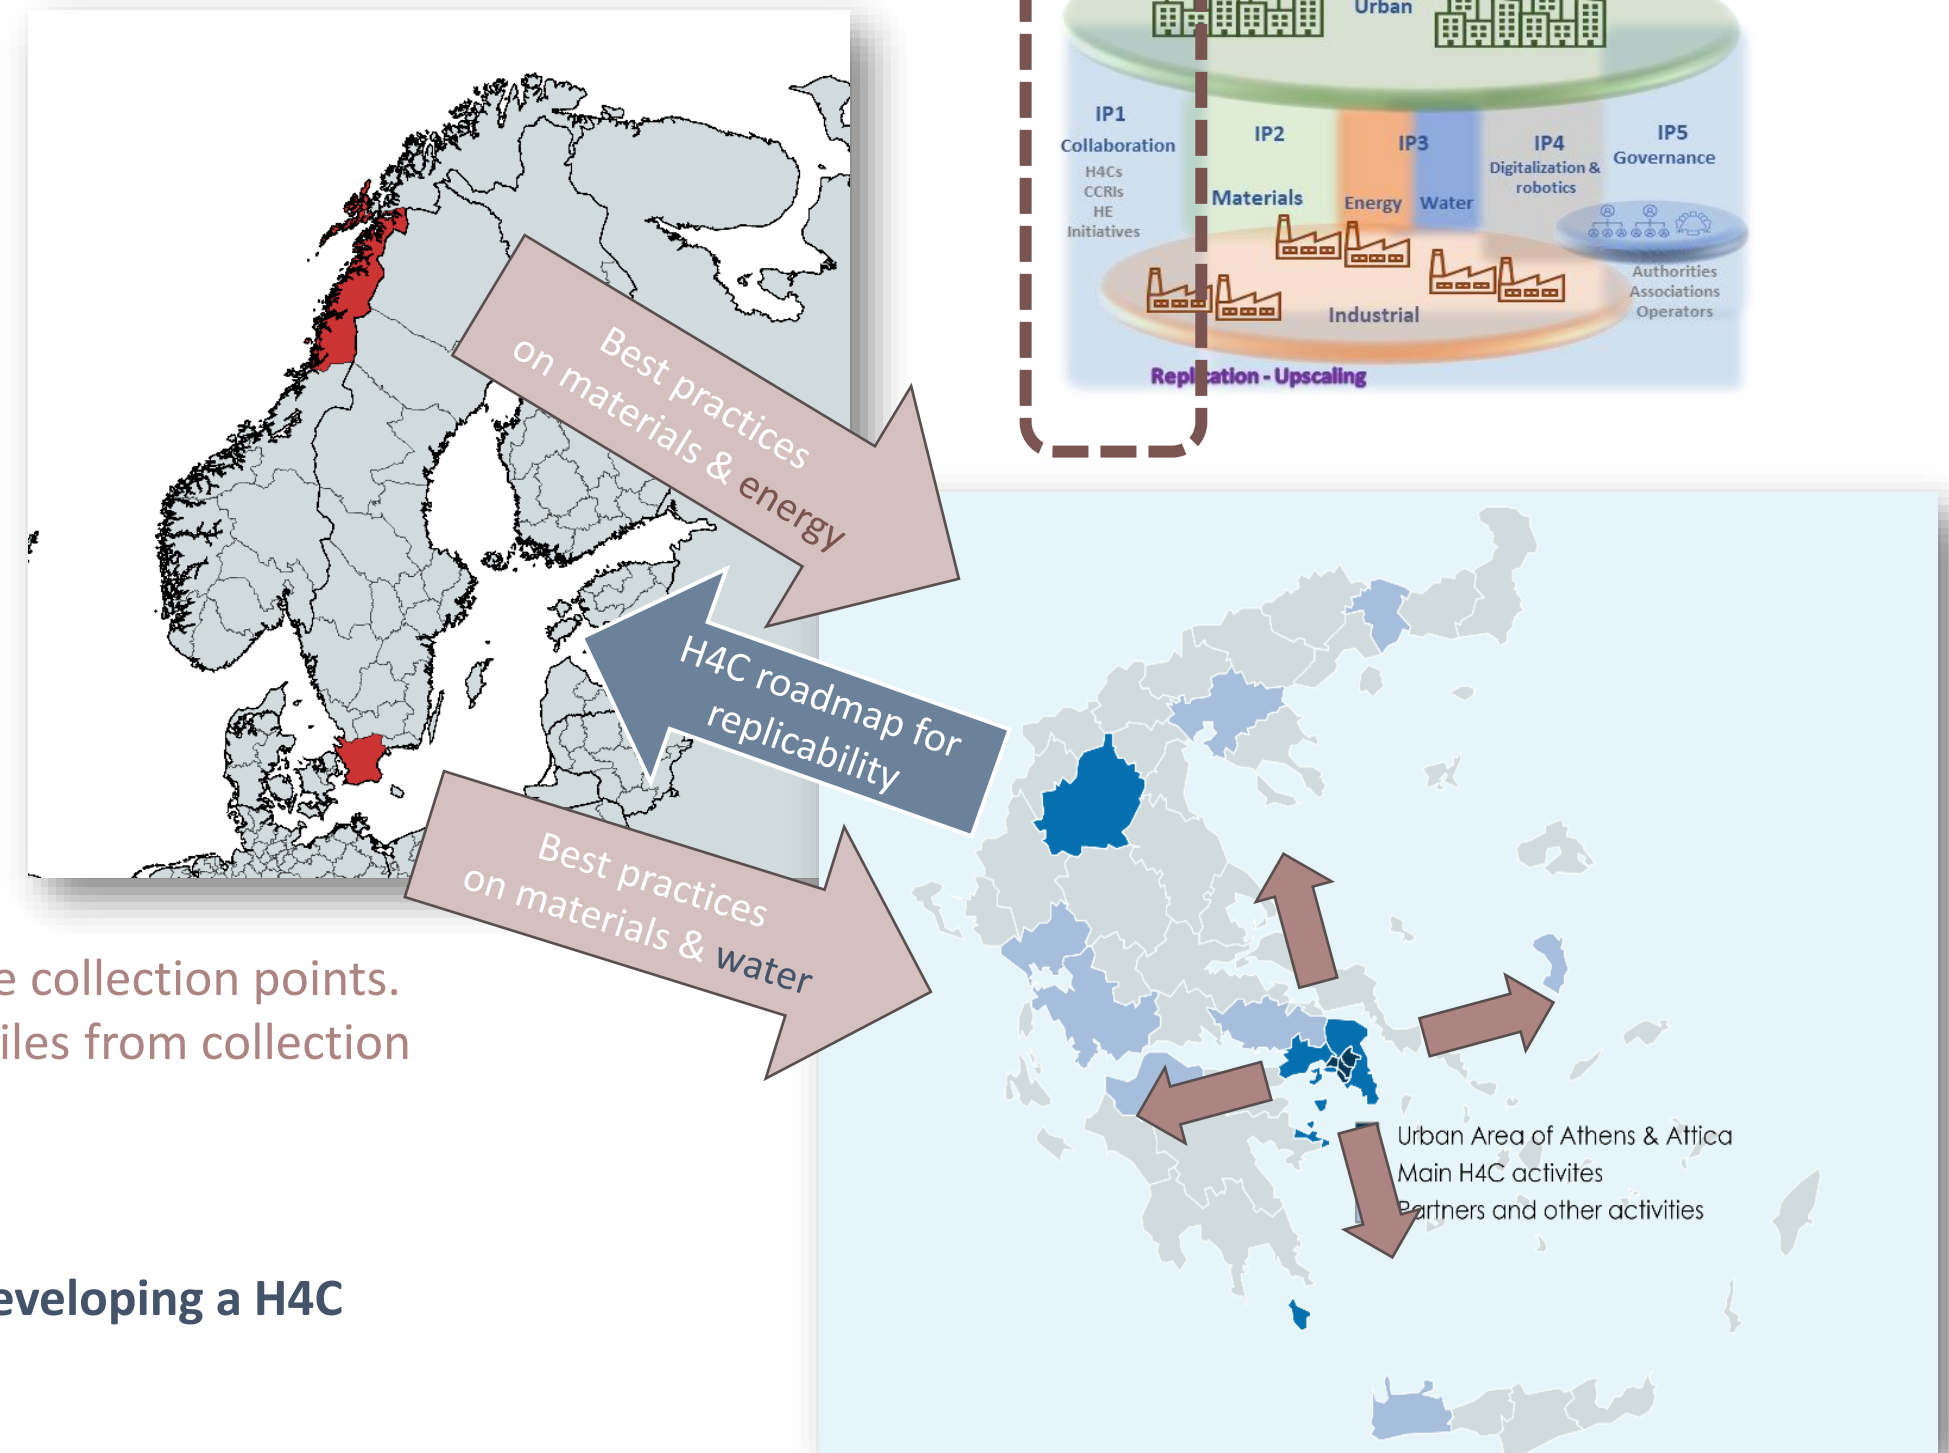 Urban
IP1
Collaboration
H4Cs
CCRIs
HE
Initiatives
IP2
Materials
IP3
Energy Water
IP4
Digitalization &
robotics
IP5
Governance
Authorities
Associations
Operators
Industrial
Replication - Upscaling
Best practices
on materials & energy
H4C roadmap for
replicability
Best practices
on materials & water
e collection points.
iles from collection
eveloping a H4C
Urban Area of Athens & Attica
Main H4C activites
Partners and other activities